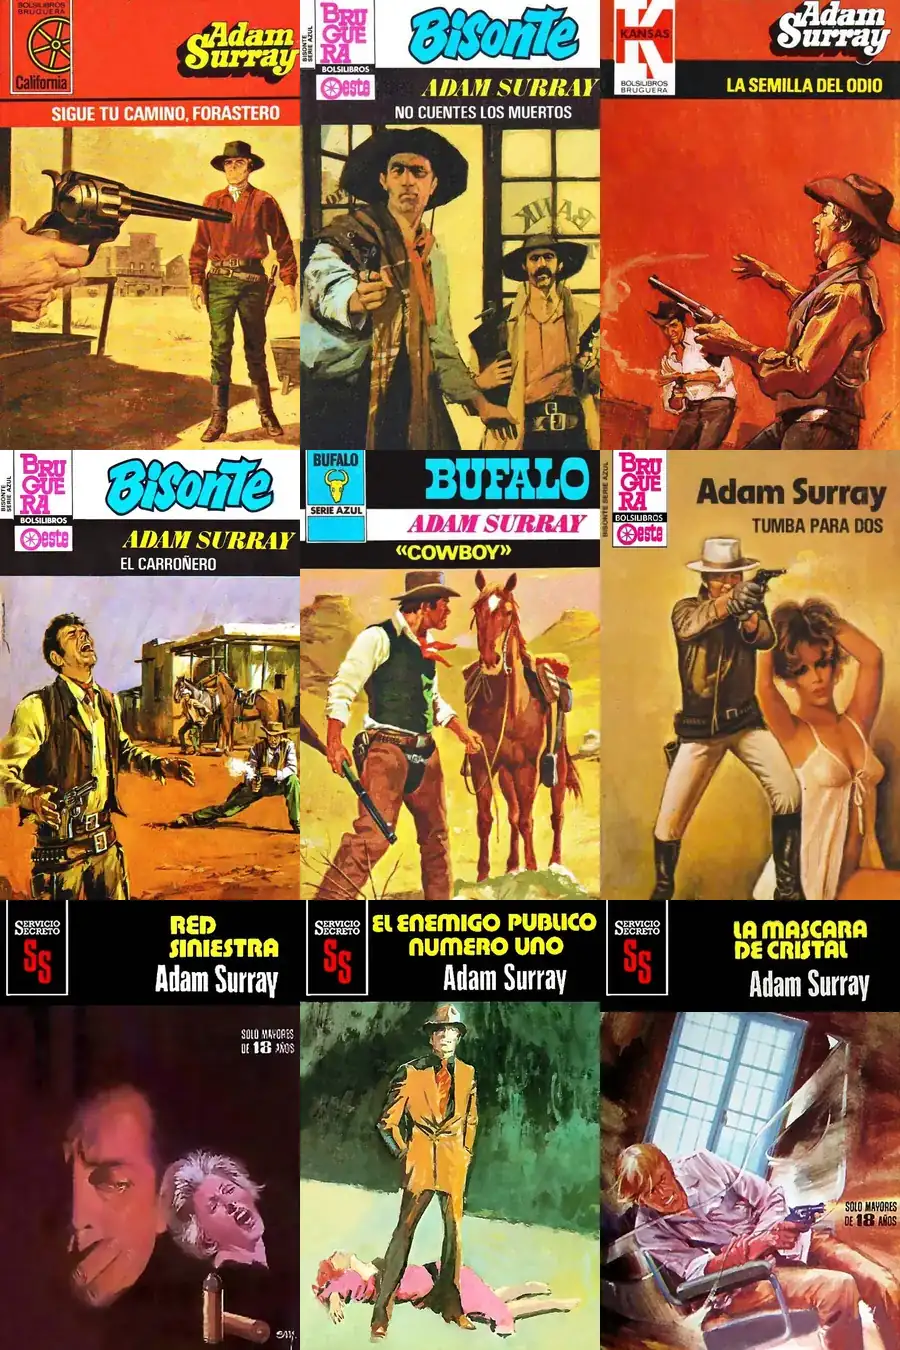 BOLSILIBROS
BRUGUERA
California
Adam
Surray
SIGUE TU CAMINO, FORASTERO
BISONTE
SERIE AZUL
BRU
GUE
RA
BOLSILIBROS
Oeste
Bisonte
ADAM SURRAY
NO CUENTES LOS MUERTOS
BANK
K
KANSAS
BOLSILIBROS
BRUGUERA
Adam
Surray
LA SEMILLA DEL ODIO
BISONTE
SERIE AZUL
BRU
GUE
RA
BOLSILIBROS
Oeste
Bisonte
ADAM SURRAY
EL CARROÑERO
BUFALO
SERIE AZUL
BUFALO
ADAM SURRAY
«COWBOY»
BISONTE SERIE AZUL
BRU
GUE
RA
BOLSILIBROS
Oeste
Adam Surray
TUMBA PARA DOS
SERVICIO
SECRETO
SS
RED
SINIESTRA
Adam Surray
SOLO MAYORES
DE 18 AÑOS
SERVICIO
SECRETO
SS
EL ENEMIGO PUBLICO
NUMERO UNO
Adam Surray
SERVICIO
SECRETO
SS
LA MASCARA
DE CRISTAL
Adam Surray
SOLO MAYORES
DE 18 AÑOS